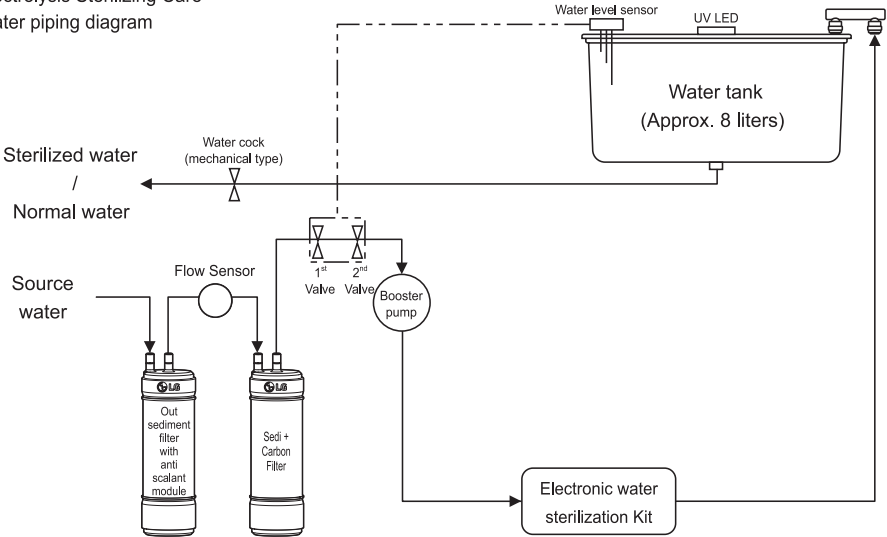 Water piping diagram
Water level sensor
UV LED
Water tank
(Approx. 8 liters)
Water cock
(mechanical type)
Sterilized water
/
Normal water
Source
water
Flow Sensor
1st
Valve
2nd
Valve
Booster
pump
LG
Out
sediment
filter
with
anti
scalant
module
LG
Sedi +
Carbon
Filter
Electronic water
sterilization Kit